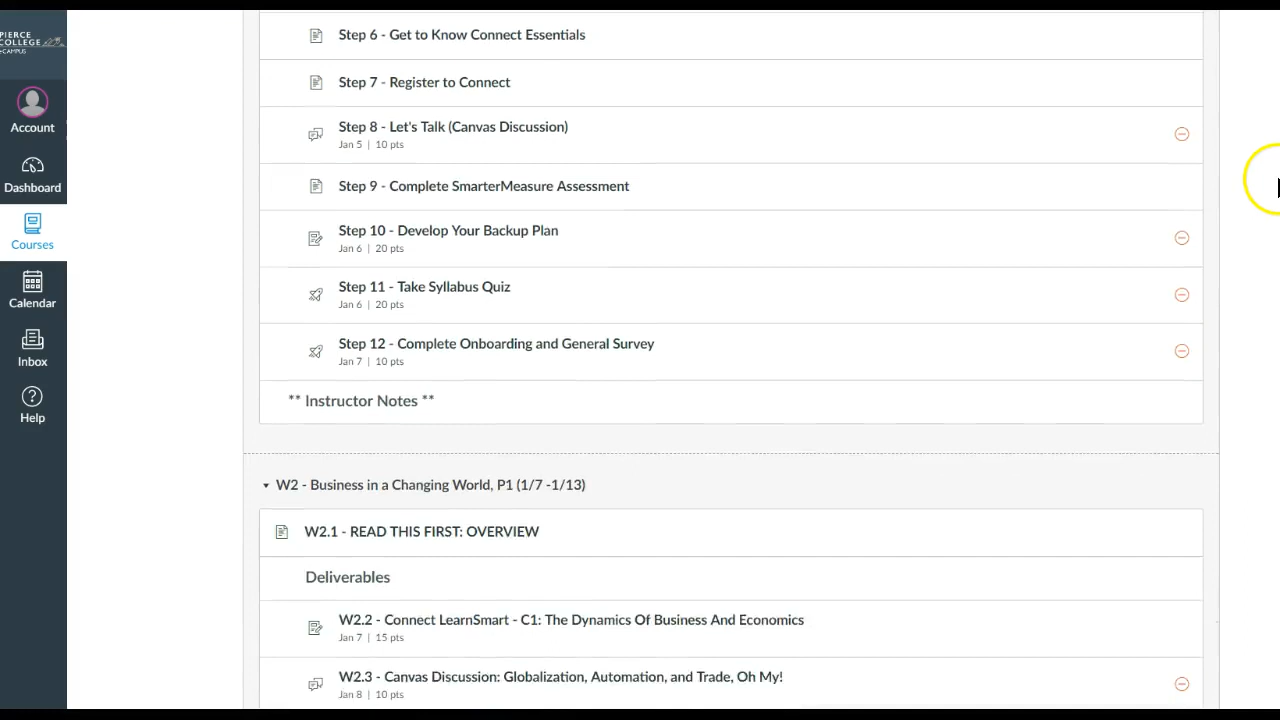 PIERCE
COLLEGE
eCAMPUS
Account
Dashboard
Courses
Calendar
Inbox
Help
Step 6 - Get to Know Connect Essentials
Step 7 - Register to Connect
Step 8 - Let's Talk (Canvas Discussion)
Jan 5 | 10 pts
Step 9 - Complete SmarterMeasure Assessment
Step 10 - Develop Your Backup Plan
Jan 6 | 20 pts
Step 11 - Take Syllabus Quiz
Jan 6 | 20 pts
Step 12 - Complete Onboarding and General Survey
Jan 7 | 10 pts
** Instructor Notes **
W2 - Business in a Changing World, P1 (1/7 -1/13)
W2.1 - READ THIS FIRST: OVERVIEW
Deliverables
W2.2 - Connect LearnSmart - C1: The Dynamics Of Business And Economics
Jan 7 | 15 pts
W2.3 - Canvas Discussion: Globalization, Automation, and Trade, Oh My!
Jan 8 | 10 pts